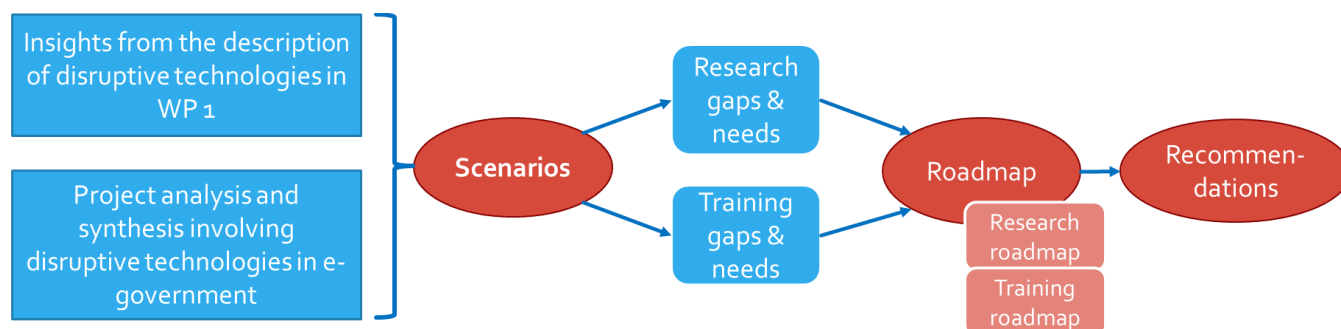 Insights from the description
of disruptive technologies in
WP 1
Project analysis and
synthesis involving
disruptive technologies in e-
government
Scenarios
Research
gaps &
needs
Training
gaps &
needs
Roadmap
Research
roadmap
Training
roadmap
Recommen-
dations